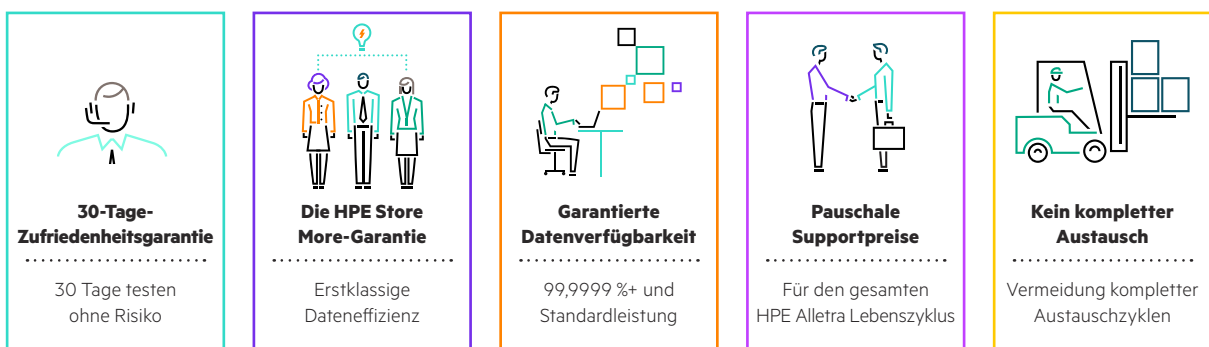 30-Tage-
Zufriedenheitsgarantie
30 Tage testen
ohne Risiko
Die HPE Store
More-Garantie
Erstklassige
Dateneffizienz
Garantierte
Datenverfügbarkeit
99,9999 %+ und
Standardleistung
Pauschale
Supportpreise
Für den gesamten
HPE Alletra Lebenszyklus
Kein kompletter
Austausch
Vermeidung kompletter
Austauschzyklen